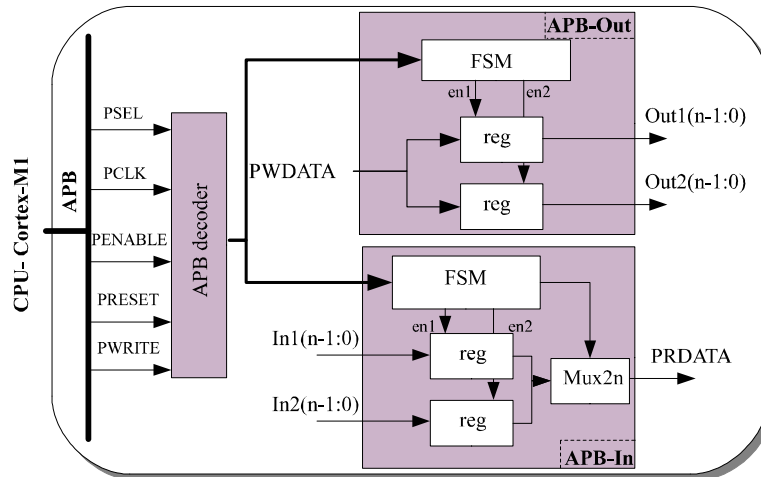 CPU- Cortex-M1
APB
PSEL
PCLK
PENABLE
PRESET
PWRITE
APB decoder
APB-Out
FSM
en1
en2
reg
Out1(n-1:0)
PWDATA
reg
Out2(n-1:0)
FSM
en1
en2
In1(n-1:0)
reg
Mux2n
PRDATA
In2(n-1:0)
reg
APB-In